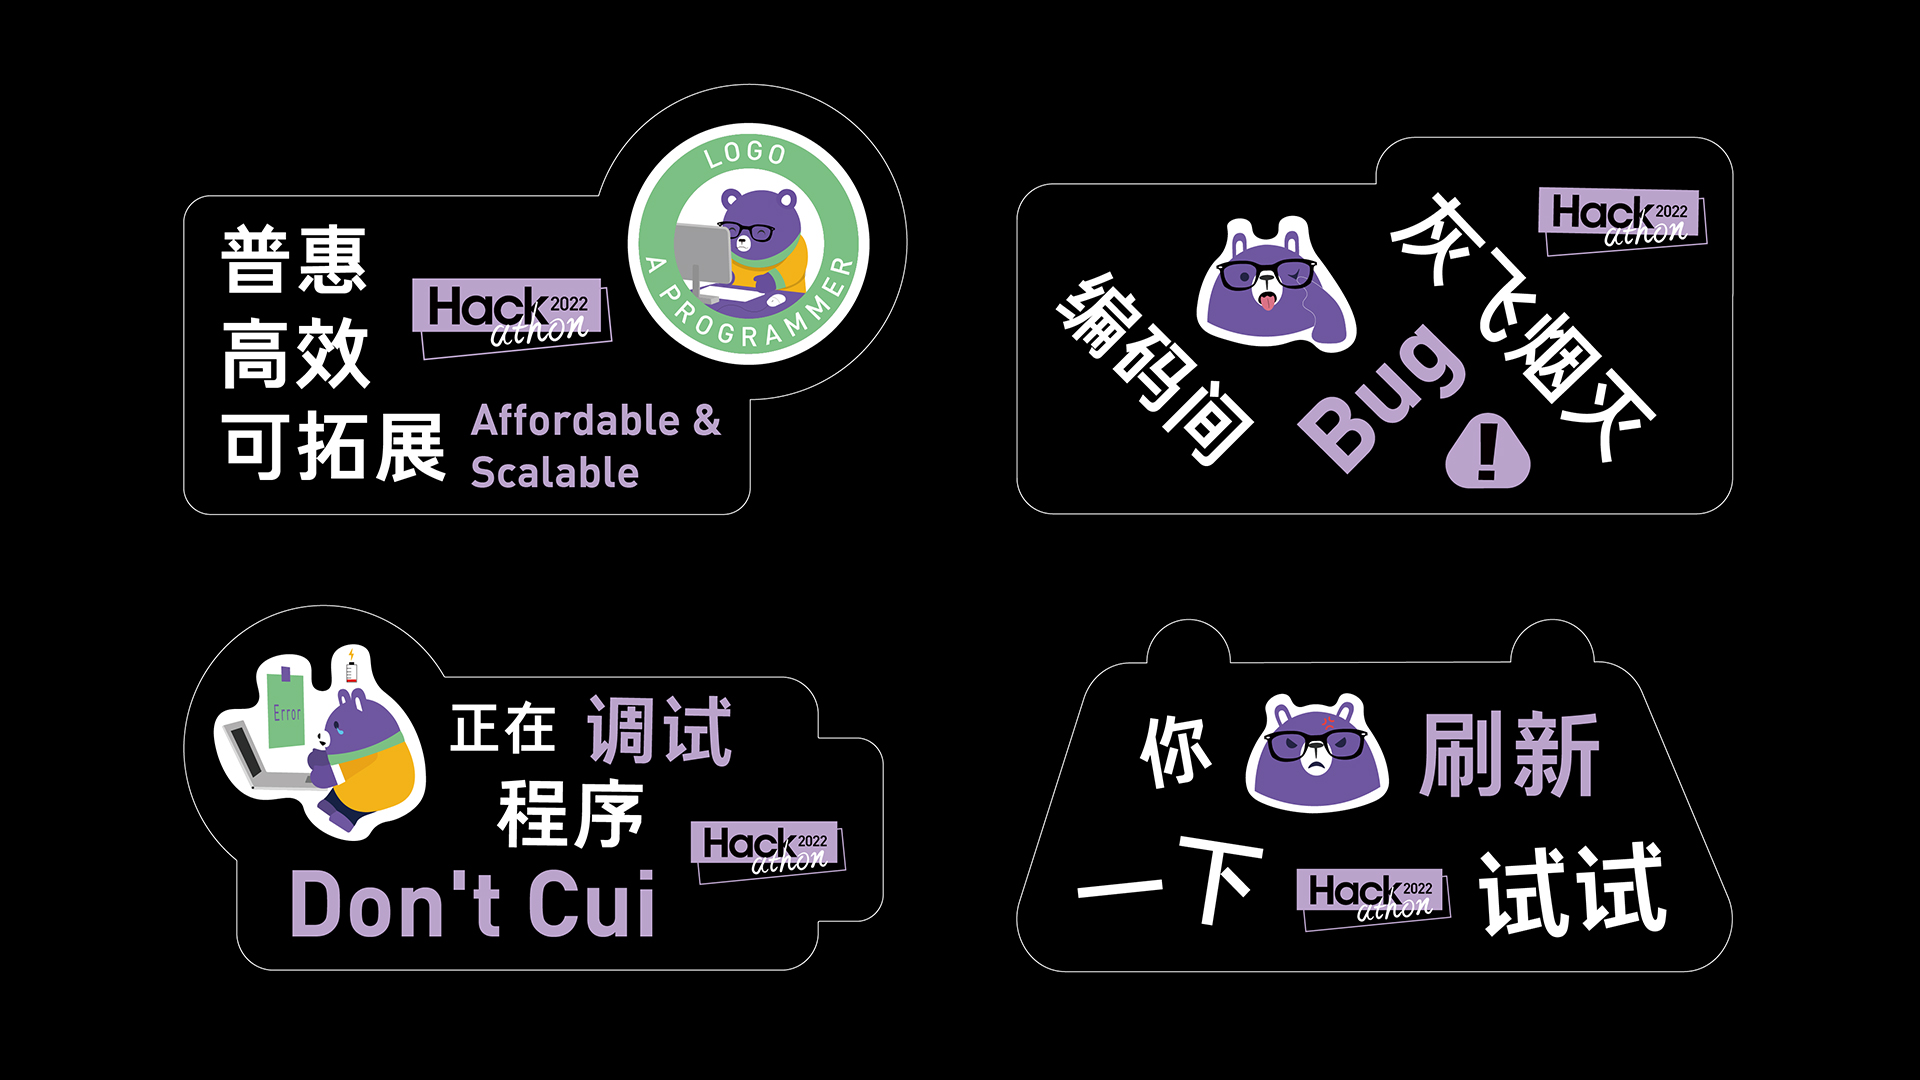 LOGO
A PROGRAMMER
普惠
高效
可拓展
Hack 2022
athon
Affordable &
Scalable
编码间
Bug
灰飞烟灭
!
Hack 2022
athon
Error
正在 调试
程序
Don't Cui
Hack 2022
athon
你 刷新
一下 试试
Hack 2022
athon